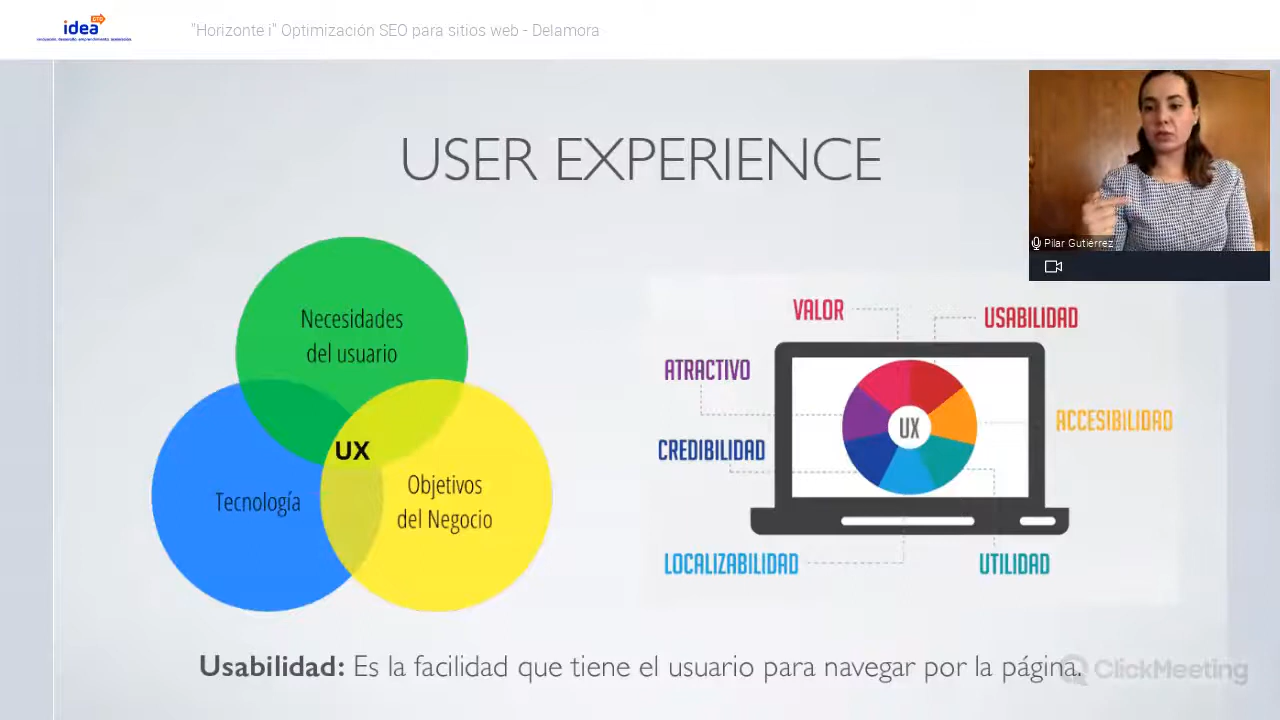 idea GTO
"Horizonte i" Optimización SEO para sitios web - Delamora
USER EXPERIENCE
Pilar Gutiérrez
Necesidades
del usuario
UX
Tecnología
Objetivos
del Negocio
VALOR
USABILIDAD
ATRACTIVO
ACCESIBILIDAD
UX
CREDIBILIDAD
LOCALIZABILIDAD
UTILIDAD
Usabilidad: Es la facilidad que tiene el usuario para navegar por la página.
ClickMeeting